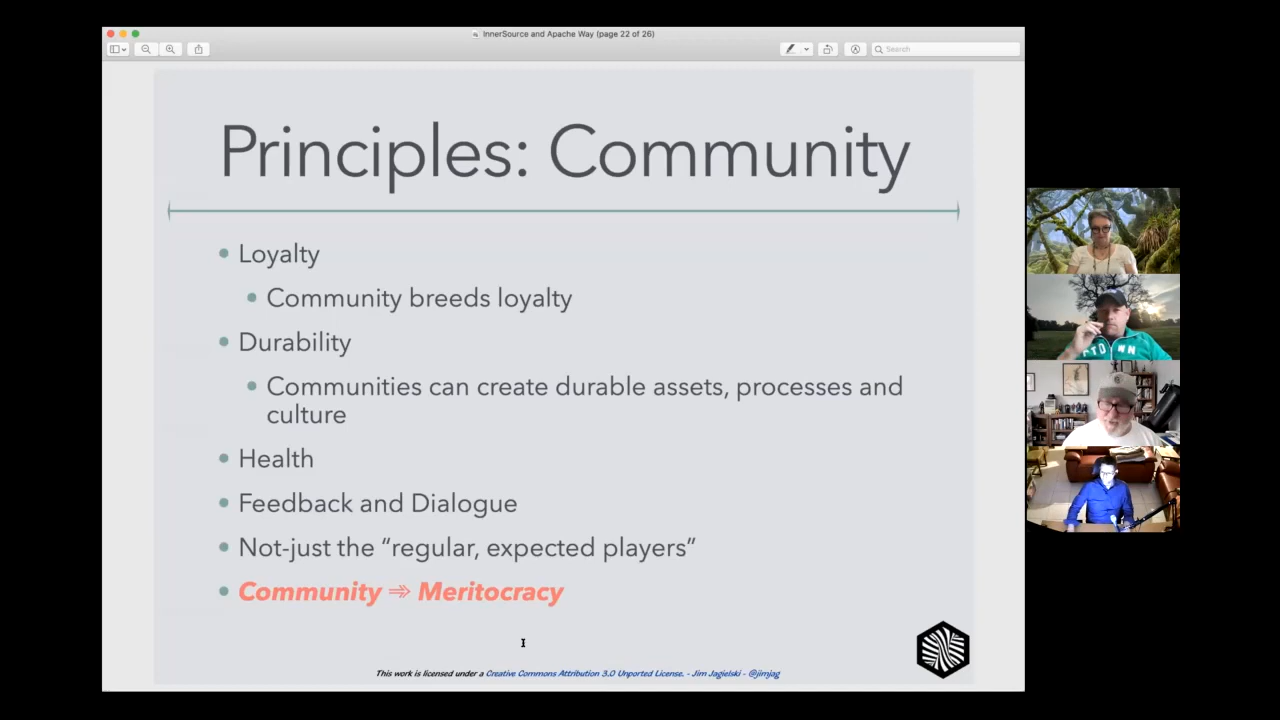 InnerSource and Apache Way (page 22 of 26)
Search
Principles: Community
• Loyalty
• Community breeds loyalty
• Durability
• Communities can create durable assets, processes and
culture
• Health
• Feedback and Dialogue
• Not-just the “regular, expected players”
• Community ⇛ Meritocracy
This work is licensed under a Creative Commons Attribution 3.0 Unported License. - Jim Jagielski - @jimjag